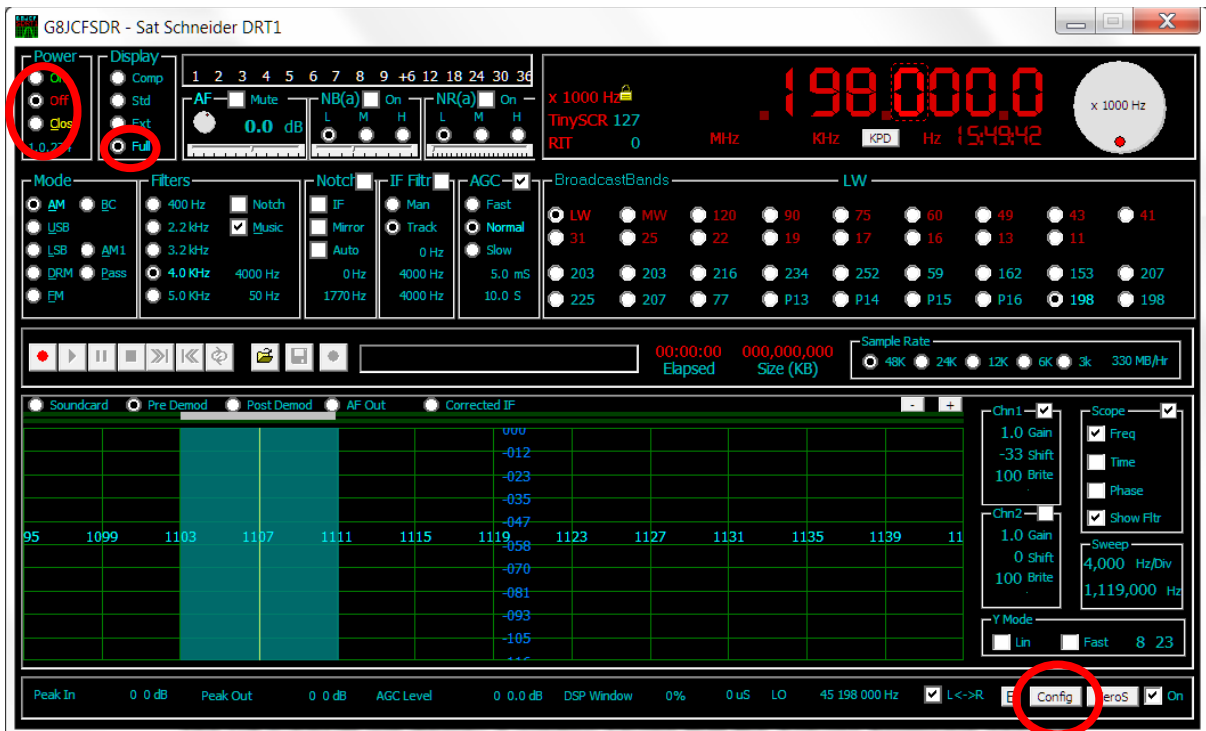 G8JCFSDR - Sat Schneider DRT1
Power Display
On Comp 1 2 3 4 5 6 7 8 9 +6 12 18 24 30 36
Off Std AF Mute NB(a) On NR(a) On
Close Ext 0.0 dB L M H L M H
Full
x 1000 Hz
TinySCR 127
RIT 0
.198.000.0
MHz KHz KPD Hz 15:49:42
x 1000 Hz
Mode Filters Notch IF Filtr AGC BroadcastBands LW
AM BC 400 Hz Notch IF Man Fast LW MW 120 90 75 60 49 43 41
USB 2.2 kHz Music Mirror Track Normal 31 25 22 19 17 16 13 11
LSB AM1 3.2 kHz Auto 0 Hz Slow
DRM Pass 4.0 KHz 4000 Hz 0 Hz 4000 Hz 5.0 mS 203 203 216 234 252 59 162 153 207
FM 5.0 KHz 50 Hz 1770 Hz 4000 Hz 10.0 S 225 207 77 P13 P14 P15 P16 198 198
00:00:00 000,000,000
Elapsed Size (KB)
Sample Rate
48K 24K 12K 6K 3k 330 MB/Hr
Soundcard Pre Demod Post Demod AF Out Corrected IF - +
000
-012
-023
-035
-047
95 1099 1103 1107 1111 1115 1119 1123 1127 1131 1135 1139 11
-058
-070
-081
-093
-105
Chn1
1.0 Gain
-33 Shift
100 Brite
Chn2
1.0 Gain
0 Shift
100 Brite
Scope
Freq
Time
Phase
Show Fltr
Sweep
4,000 Hz/Div
1,119,000 Hz
Y Mode
Lin Fast 8 23
Peak In 0 0 dB Peak Out 0 0 dB AGC Level 0 0.0 dB DSP Window 0% 0 uS LO 45 198 000 Hz L<->R Config ZeroS On